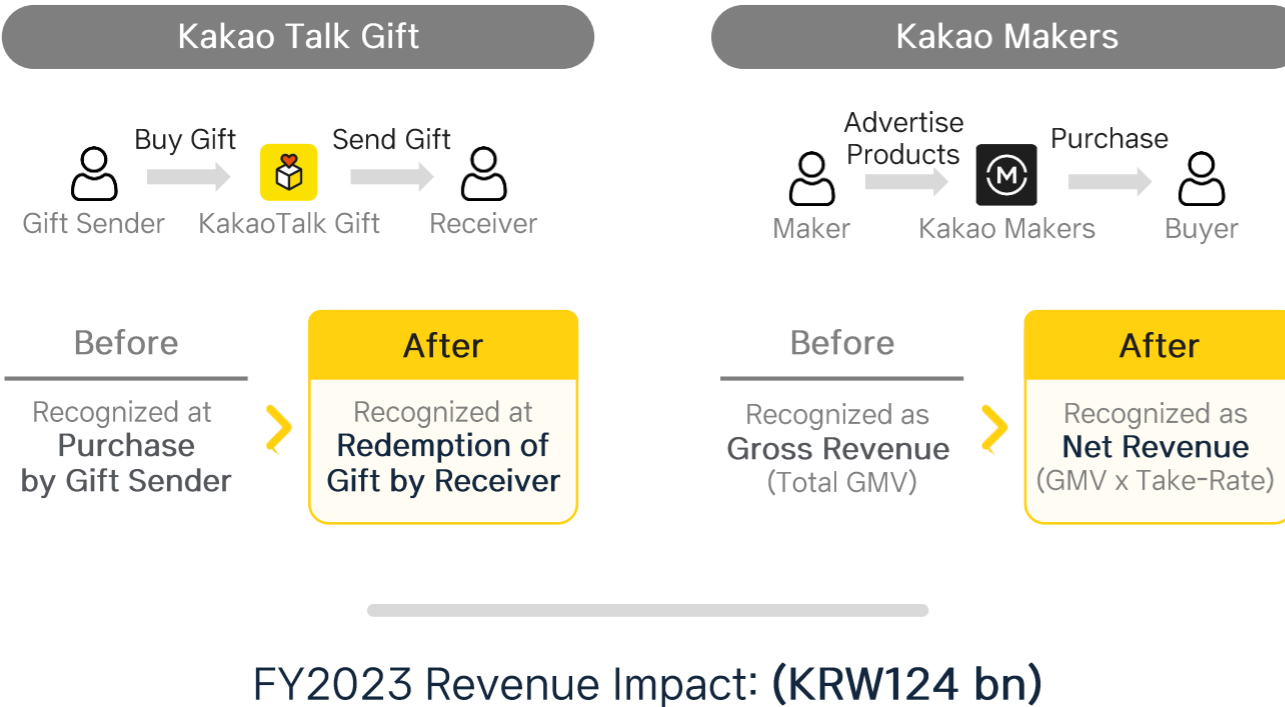 Kakao Talk Gift
Buy Gift
Send Gift
Gift Sender
KakaoTalk Gift
Receiver
Before
Recognized at
Purchase
by Gift Sender
After
Recognized at
Redemption of
Gift by Receiver
Kakao Makers
Advertise
Products
M
Purchase
Maker
Kakao Makers
Buyer
Before
Recognized as
Gross Revenue
(Total GMV)
After
Recognized as
Net Revenue
(GMV x Take-Rate)
FY2023 Revenue Impact: (KRW124 bn)